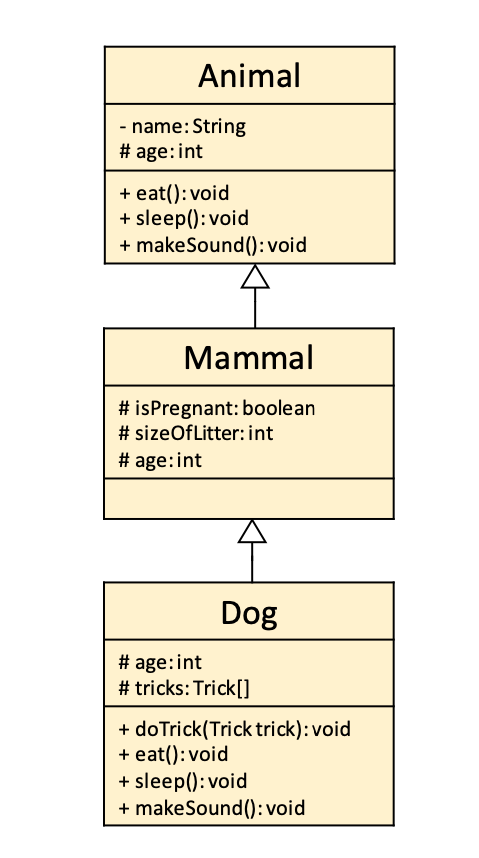 Animal
- name: String
# age: int
+ eat(): void
+ sleep(): void
+ makeSound(): void
Mammal
# isPregnant: boolean
# sizeOfLitter: int
# age: int
Dog
# age: int
# tricks: Trick[]
+ doTrick(Trick trick): void
+ eat(): void
+ sleep(): void
+ makeSound(): void